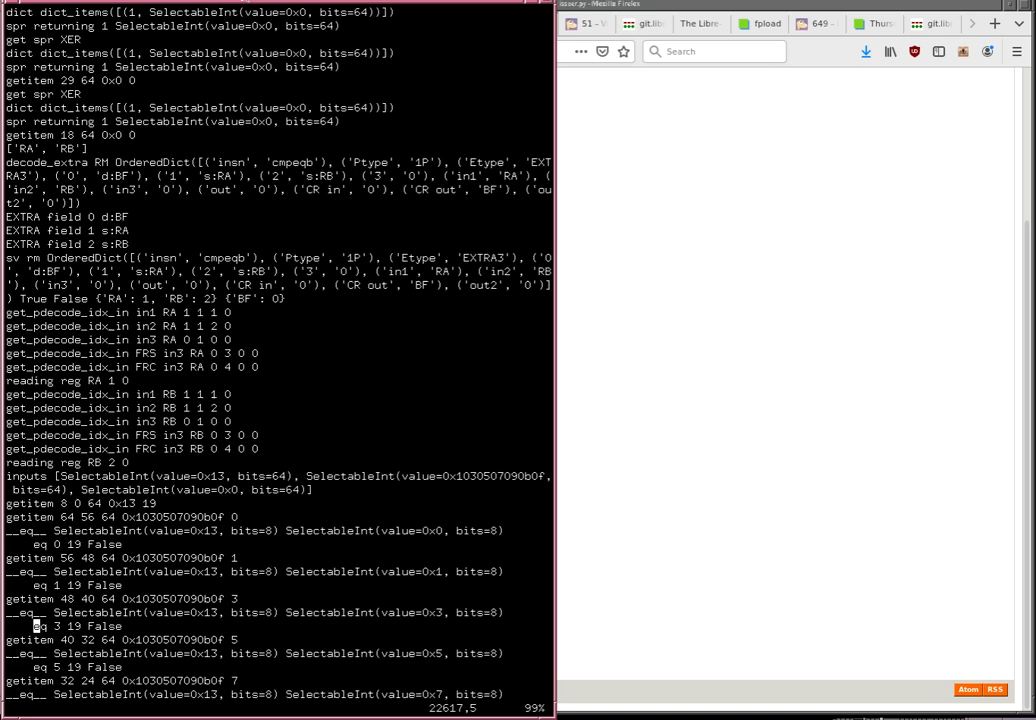 dict dict_items([(1, SelectableInt(value=0x0, bits=64))])
spr returning 1 SelectableInt(value=0x0, bits=64)
get spr XER
dict dict_items([(1, SelectableInt(value=0x0, bits=64))])
spr returning 1 SelectableInt(value=0x0, bits=64)
getitem 29 64 0x0 0
get spr XER
dict dict_items([(1, SelectableInt(value=0x0, bits=64))])
spr returning 1 SelectableInt(value=0x0, bits=64)
getitem 18 64 0x0 0
['RA', 'RB']
decode_extra RM OrderedDict([('insn', 'cmpeqb'), ('Ptype', '1P'), ('Etype', 'EXT
RA3'), ('0', 'd:BF'), ('1', 's:RA'), ('2', 's:RB'), ('3', '0'), ('in1', 'RA'), (
'in2', 'RB'), ('in3', '0'), ('out', '0'), ('CR in', '0'), ('CR out', 'BF'), ('ou
t2', '0')])
EXTRA field 0 d:BF
EXTRA field 1 s:RA
EXTRA field 2 s:RB
sv rm OrderedDict([('insn', 'cmpeqb'), ('Ptype', '1P'), ('Etype', 'EXTRA3'), ('0
', 'd:BF'), ('1', 's:RA'), ('2', 's:RB'), ('3', '0'), ('in1', 'RA'), ('in2', 'RB
'), ('in3', '0'), ('out', '0'), ('CR in', '0'), ('CR out', 'BF'), ('out2', '0')]
) True False {'RA': 1, 'RB': 2} {'BF': 0}
get_pdecode_idx_in in1 RA 1 1 1 0
get_pdecode_idx_in in2 RA 1 1 2 0
get_pdecode_idx_in in3 RA 0 1 0 0
get_pdecode_idx_in FRS in3 RA 0 3 0 0
get_pdecode_idx_in FRC in3 RA 0 4 0 0
reading reg RA 1 0
get_pdecode_idx_in in1 RB 1 1 1 0
get_pdecode_idx_in in2 RB 1 1 2 0
get_pdecode_idx_in in3 RB 0 1 0 0
get_pdecode_idx_in FRS in3 RB 0 3 0 0
get_pdecode_idx_in FRC in3 RB 0 4 0 0
reading reg RB 2 0
inputs [SelectableInt(value=0x13, bits=64), SelectableInt(value=0x1030507090b0f,
 bits=64), SelectableInt(value=0x0, bits=64)]
getitem 8 0 64 0x13 19
getitem 64 56 64 0x1030507090b0f 0
__eq__ SelectableInt(value=0x13, bits=8) SelectableInt(value=0x0, bits=8)
    eq 0 19 False
getitem 56 48 64 0x1030507090b0f 1
__eq__ SelectableInt(value=0x13, bits=8) SelectableInt(value=0x1, bits=8)
    eq 1 19 False
getitem 48 40 64 0x1030507090b0f 3
__eq__ SelectableInt(value=0x13, bits=8) SelectableInt(value=0x3, bits=8)
    eq 3 19 False
getitem 40 32 64 0x1030507090b0f 5
__eq__ SelectableInt(value=0x13, bits=8) SelectableInt(value=0x5, bits=8)
    eq 5 19 False
getitem 32 24 64 0x1030507090b0f 7
__eq__ SelectableInt(value=0x13, bits=8) SelectableInt(value=0x7, bits=8)
22617,5 99%
Mozilla Firefox
51 - git.lib The Libre- fpload 649 - Thurs git.lib
Search
Atom RSS